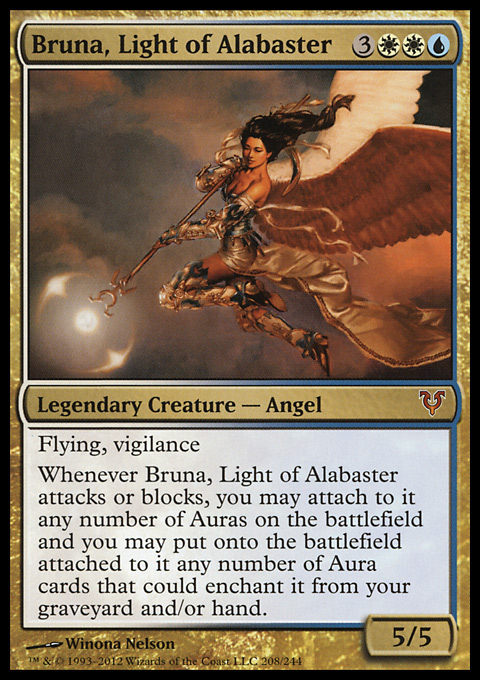 Bruna, Light of Alabaster 3
Legendary Creature — Angel
Flying, vigilance
Whenever Bruna, Light of Alabaster
attacks or blocks, you may attach to it
any number of Auras on the battlefield
and you may put onto the battlefield
attached to it any number of Aura
cards that could enchant it from your
graveyard and/or hand.
Winona Nelson
5/5
™ & © 1993–2012 Wizards of the Coast LLC 208/244